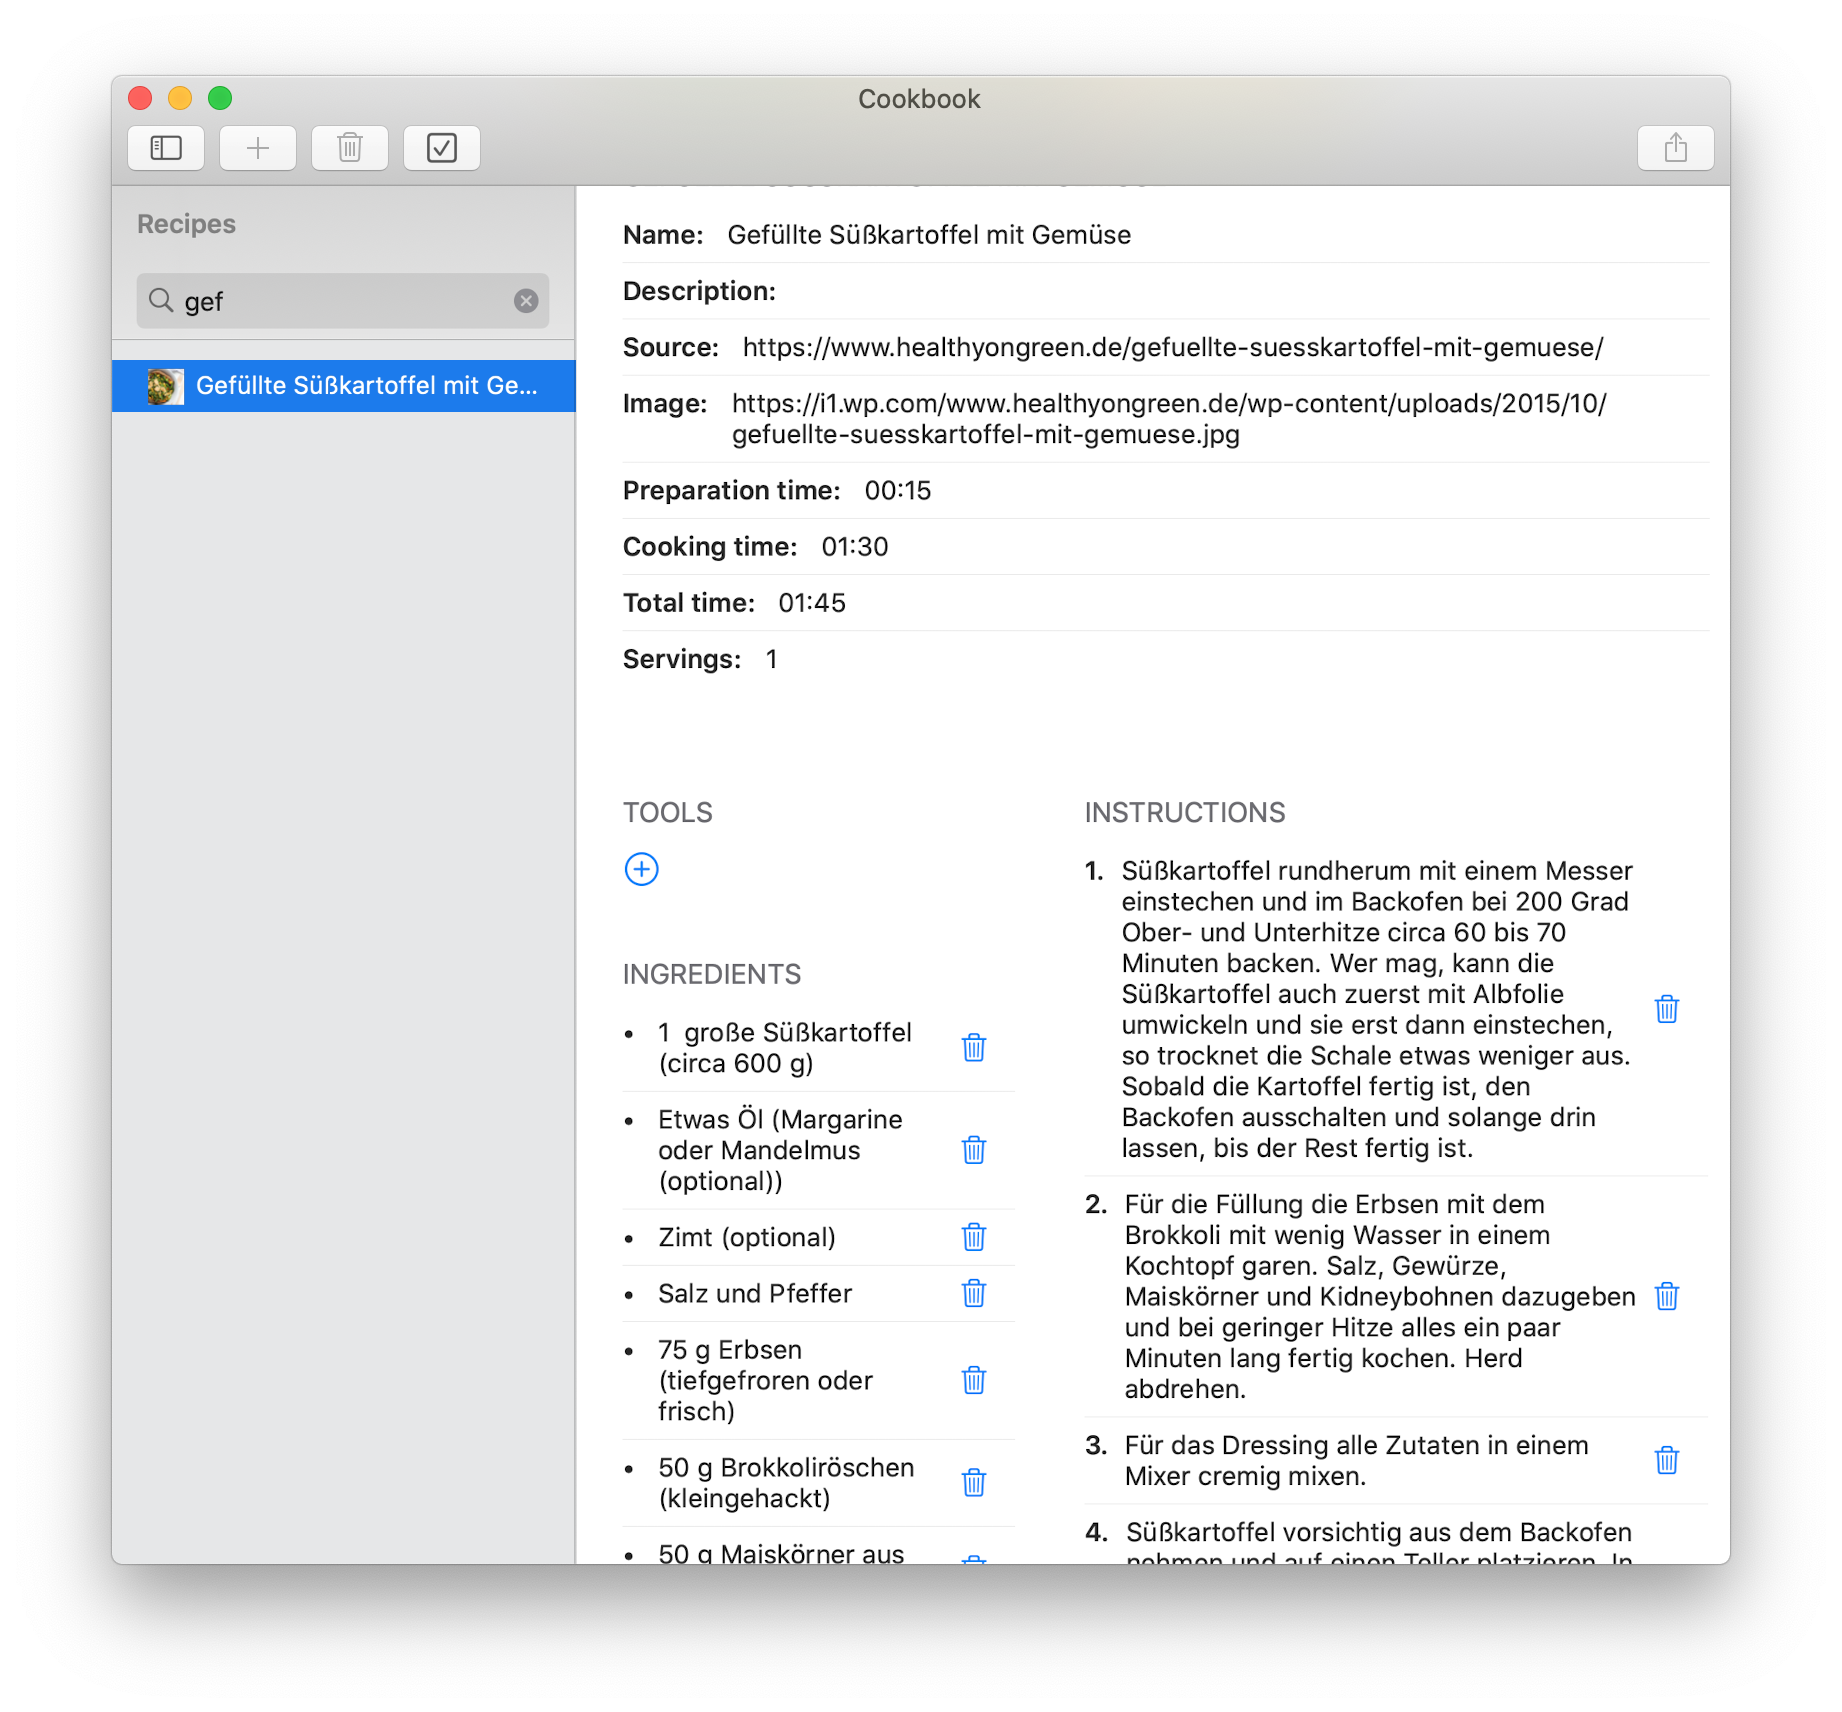 Cookbook
Recipes
gef
Gefüllte Süßkartoffel mit Ge...
Name: Gefüllte Süßkartoffel mit Gemüse
Description:
Source: https://www.healthyongreen.de/gefuellte-suesskartoffel-mit-gemuese/
Image: https://i1.wp.com/www.healthyongreen.de/wp-content/uploads/2015/10/
gefuellte-suesskartoffel-mit-gemuese.jpg
Preparation time: 00:15
Cooking time: 01:30
Total time: 01:45
Servings: 1
TOOLS
INGREDIENTS
• 1 große Süßkartoffel
(circa 600 g)
• Etwas Öl (Margarine
oder Mandelmus
(optional))
• Zimt (optional)
• Salz und Pfeffer
• 75 g Erbsen
(tiefgefroren oder
frisch)
• 50 g Brokkoliröschen
(kleingehackt)
• 50 g Maiskörner aus
INSTRUCTIONS
1. Süßkartoffel rundherum mit einem Messer
einstechen und im Backofen bei 200 Grad
Ober- und Unterhitze circa 60 bis 70
Minuten backen. Wer mag, kann die
Süßkartoffel auch zuerst mit Albfolie
umwickeln und sie erst dann einstechen,
so trocknet die Schale etwas weniger aus.
Sobald die Kartoffel fertig ist, den
Backofen ausschalten und solange drin
lassen, bis der Rest fertig ist.
2. Für die Füllung die Erbsen mit dem
Brokkoli mit wenig Wasser in einem
Kochtopf garen. Salz, Gewürze,
Maiskörner und Kidneybohnen dazugeben
und bei geringer Hitze alles ein paar
Minuten lang fertig kochen. Herd
abdrehen.
3. Für das Dressing alle Zutaten in einem
Mixer cremig mixen.
4. Süßkartoffel vorsichtig aus dem Backofen
nehmen und auf einen Teller platzieren. In